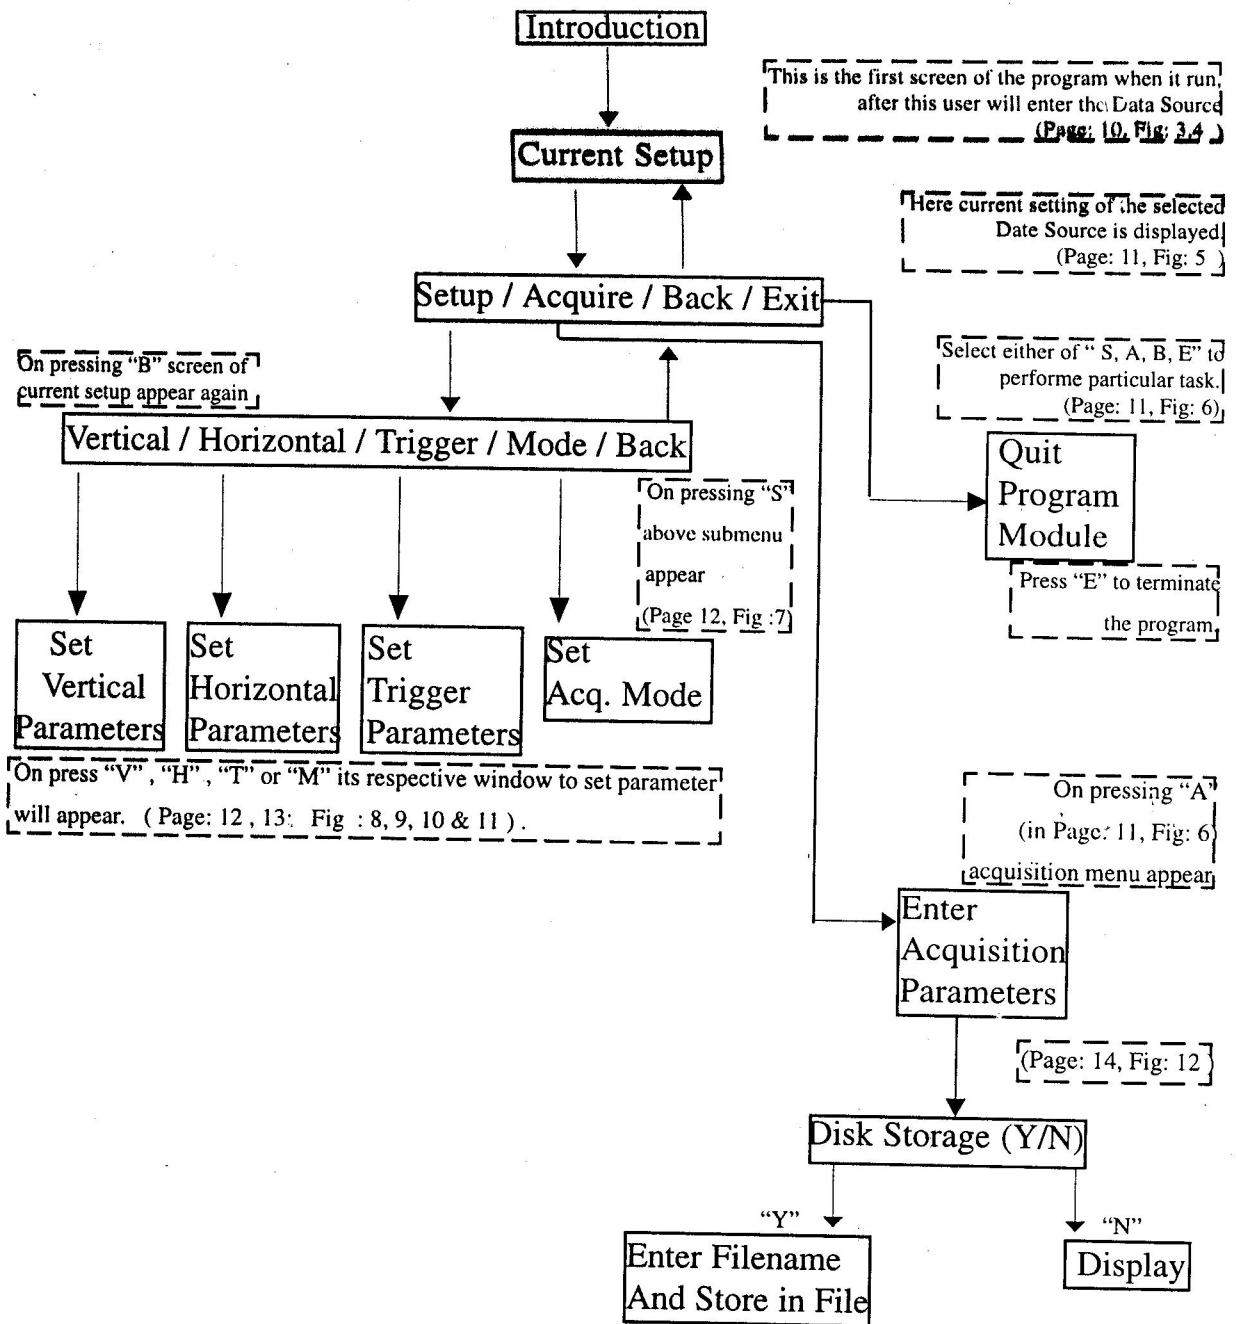 Introduction
This is the first screen of the program when it run,
after this user will enter the Data Source
(Page: 10, Fig: 3,4 )
Current Setup
Here current setting of the selected
Date Source is displayed.
(Page: 11, Fig: 5 )
Setup / Acquire / Back / Exit
Select either of “ S, A, B, E” to
performe particular task.
(Page: 11, Fig: 6)
On pressing “B” screen of
current setup appear again
Vertical / Horizontal / Trigger / Mode / Back
Quit
Program
Module
On pressing “S”
above submenu
appear
(Page 12, Fig :7)
Press “E” to terminate
the program
Set
Vertical
Parameters
Set
Horizontal
Parameters
Set
Trigger
Parameters
Set
Acq. Mode
On press “V” , “H” , “T” or “M” its respective window to set parameter
will appear. ( Page: 12 , 13: Fig : 8, 9, 10 & 11 ) .
On pressing “A”
(in Page: 11, Fig: 6)
acquisition menu appear
Enter
Acquisition
Parameters
(Page: 14, Fig: 12 )
Disk Storage (Y/N)
“Y”
“N”
Enter Filename
And Store in File
Display